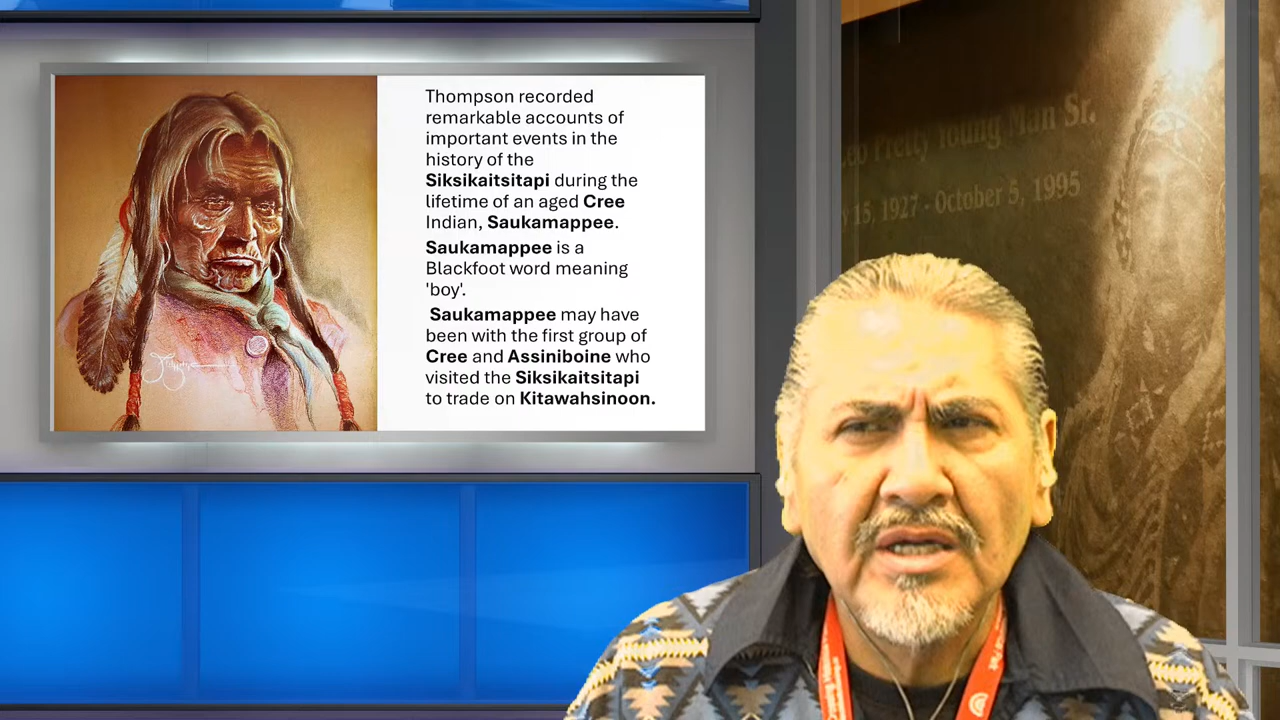 Thompson recorded
remarkable accounts of
important events in the
history of the
Siksikaitsitapi during the
lifetime of an aged Cree
Indian, Saukamappee.
Saukamappee is a
Blackfoot word meaning
'boy'.
Saukamappee may have
been with the first group of
Cree and Assiniboine who
visited the Siksikaitsitapi
to trade on Kitawahsinoon.
Pretty Young Man Sr.
15, 1927 - October 5, 1995